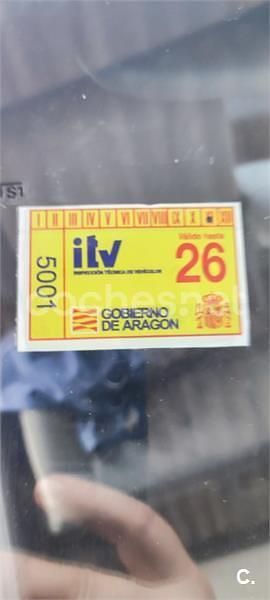 I II III IV V VI VII VIII IX X XII
itv
INSPECCIÓN TÉCNICA DE VEHÍCULOS
Válido hasta:
26
5001
GOBIERNO
DE ARAGON
coches.net
C.